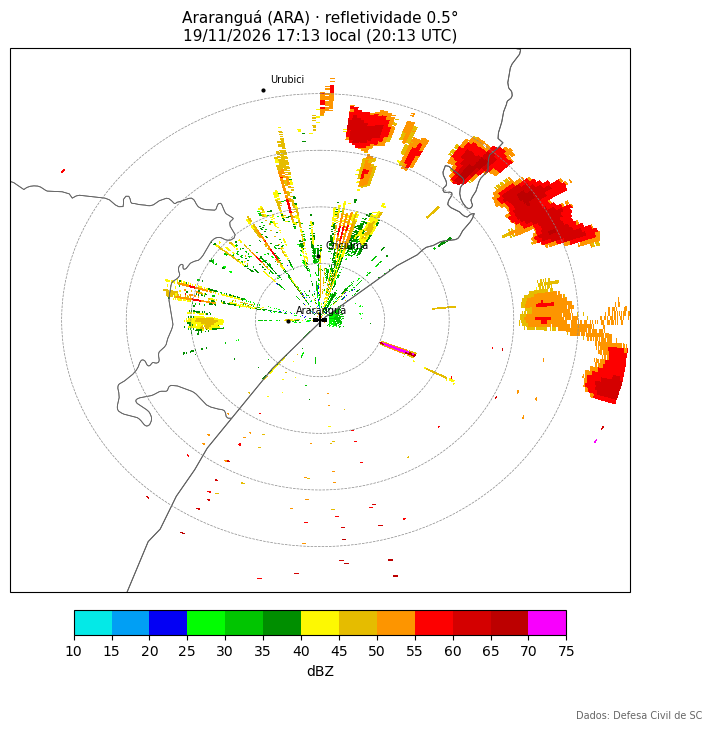 Araranguá (ARA) · refletividade 0.5°
19/11/2026 17:13 local (20:13 UTC)
Urubici
Criciúma
Araranguá
10 15 20 25 30 35 40 45 50 55 60 65 70 75
dBZ
Dados: Defesa Civil de SC